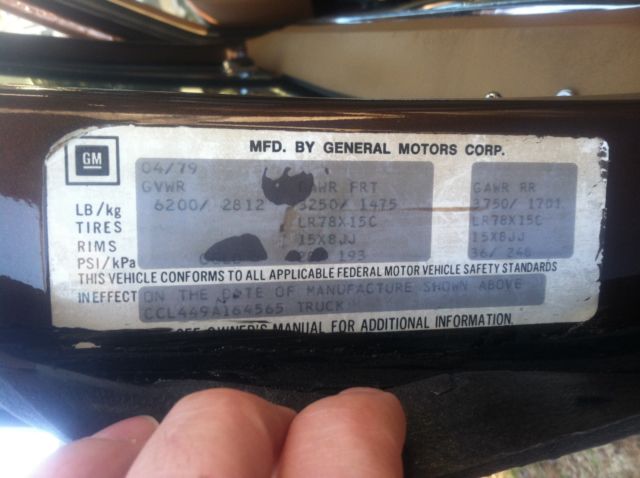 GM
MFD. BY GENERAL MOTORS CORP.
04/79
GVWR GAWR FRT GAWR RR
LB/kg 6200/ 2812 3250/ 1475 3750/ 1701
TIRES LR78X15C LR78X15C
RIMS 15X8JJ 15X8JJ
PSI/kPa 193 36/ 248
THIS VEHICLE CONFORMS TO ALL APPLICABLE FEDERAL MOTOR VEHICLE SAFETY STANDARDS
IN EFFECT ON THE DATE OF MANUFACTURE SHOWN ABOVE
CCL449A164565 TRUCK
SEE OWNER'S MANUAL FOR ADDITIONAL INFORMATION.